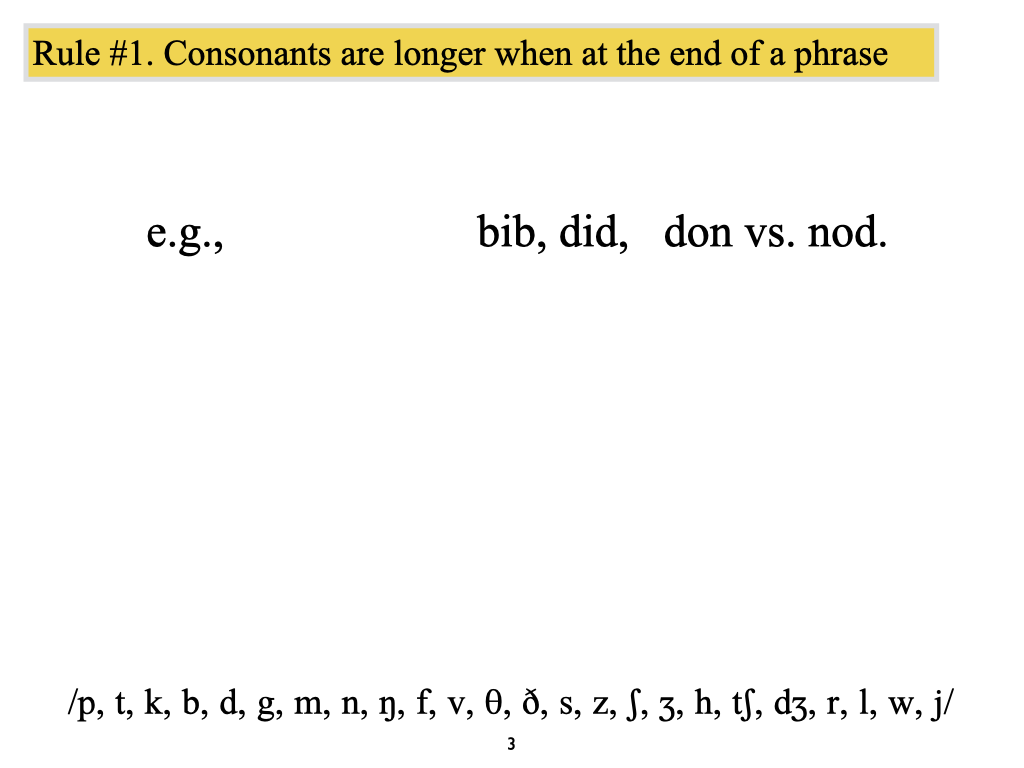 Rule #1. Consonants are longer when at the end of a phrase
e.g., bib, did, don vs. nod.
/p, t, k, b, d, g, m, n, ŋ, f, v, θ, ð, s, z, ʃ, ʒ, h, tʃ, dʒ, r, l, w, j/
3